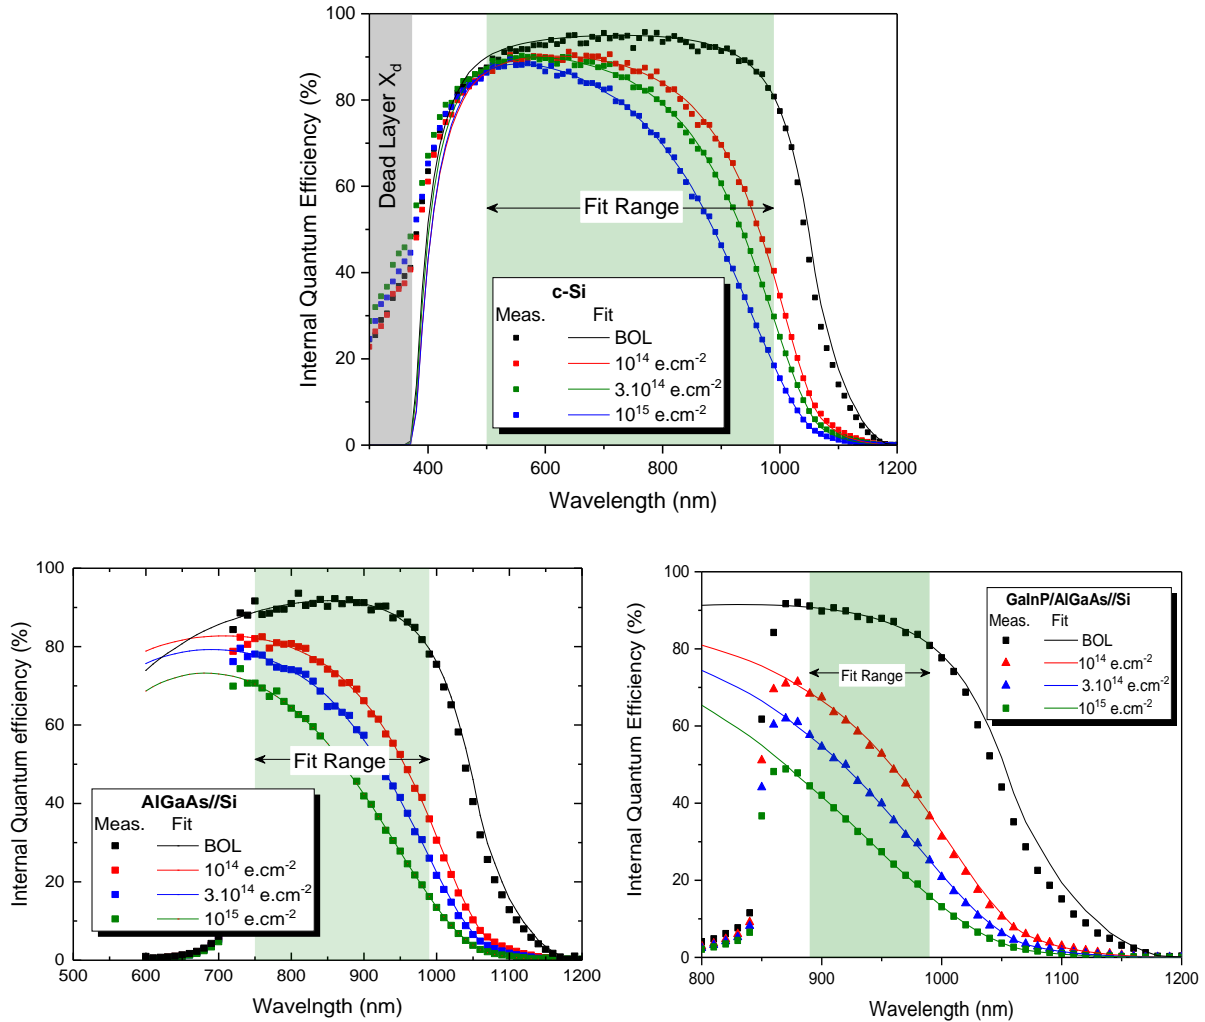 100
80
60
40
20
0
Internal Quantum Efficiency (%)
Dead Layer X_d
Fit Range
c-Si
Meas. Fit
BOL
10^14 e.cm^-2
3.10^14 e.cm^-2
10^15 e.cm^-2
400 600 800 1000 1200
Wavelength (nm)
100
80
60
40
20
0
Internal Quantum efficiency (%)
Fit Range
AlGaAs//Si
Meas. Fit
BOL
10^14 e.cm^-2
3.10^14 e.cm^-2
10^15 e.cm^-2
500 600 700 800 900 1000 1100 1200
Wavelnght (nm)
100
80
60
40
20
0
Internal Quantum Efficiency (%)
Fit Range
GaInP/AlGaAs//Si
Meas. Fit
BOL
10^14 e.cm^-2
3.10^14 e.cm^-2
10^15 e.cm^-2
800 900 1000 1100 1200
Wavelength (nm)